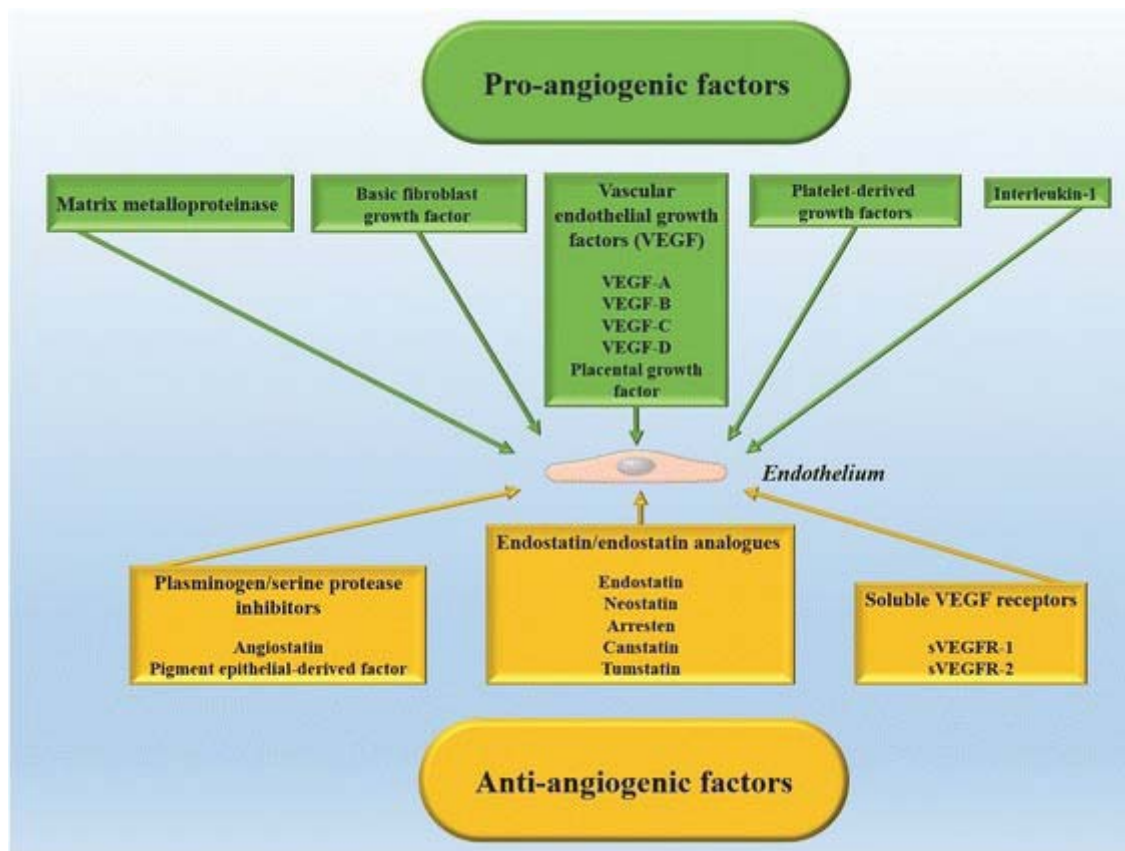 Pro-angiogenic factors
Matrix metalloproteinase
Basic fibroblast
growth factor
Vascular
endothelial growth
factors (VEGF)
VEGF-A
VEGF-B
VEGF-C
VEGF-D
Placental growth
factor
Platelet-derived
growth factors
Interleukin-1
Endothelium
Plasminogen/serine protease
inhibitors
Angiostatin
Pigment epithelial-derived factor
Endostatin/endostatin analogues
Endostatin
Neostatin
Arresten
Canstatin
Tumstatin
Soluble VEGF receptors
sVEGFR-1
sVEGFR-2
Anti-angiogenic factors